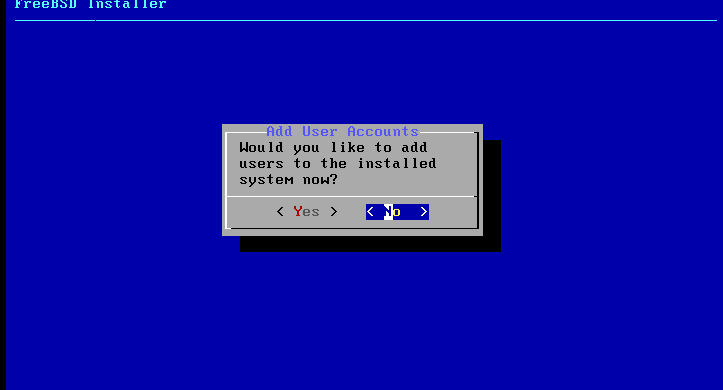 FreeBSD Installer
Add User Accounts
Would you like to add
users to the installed
system now?
< Yes > < No >